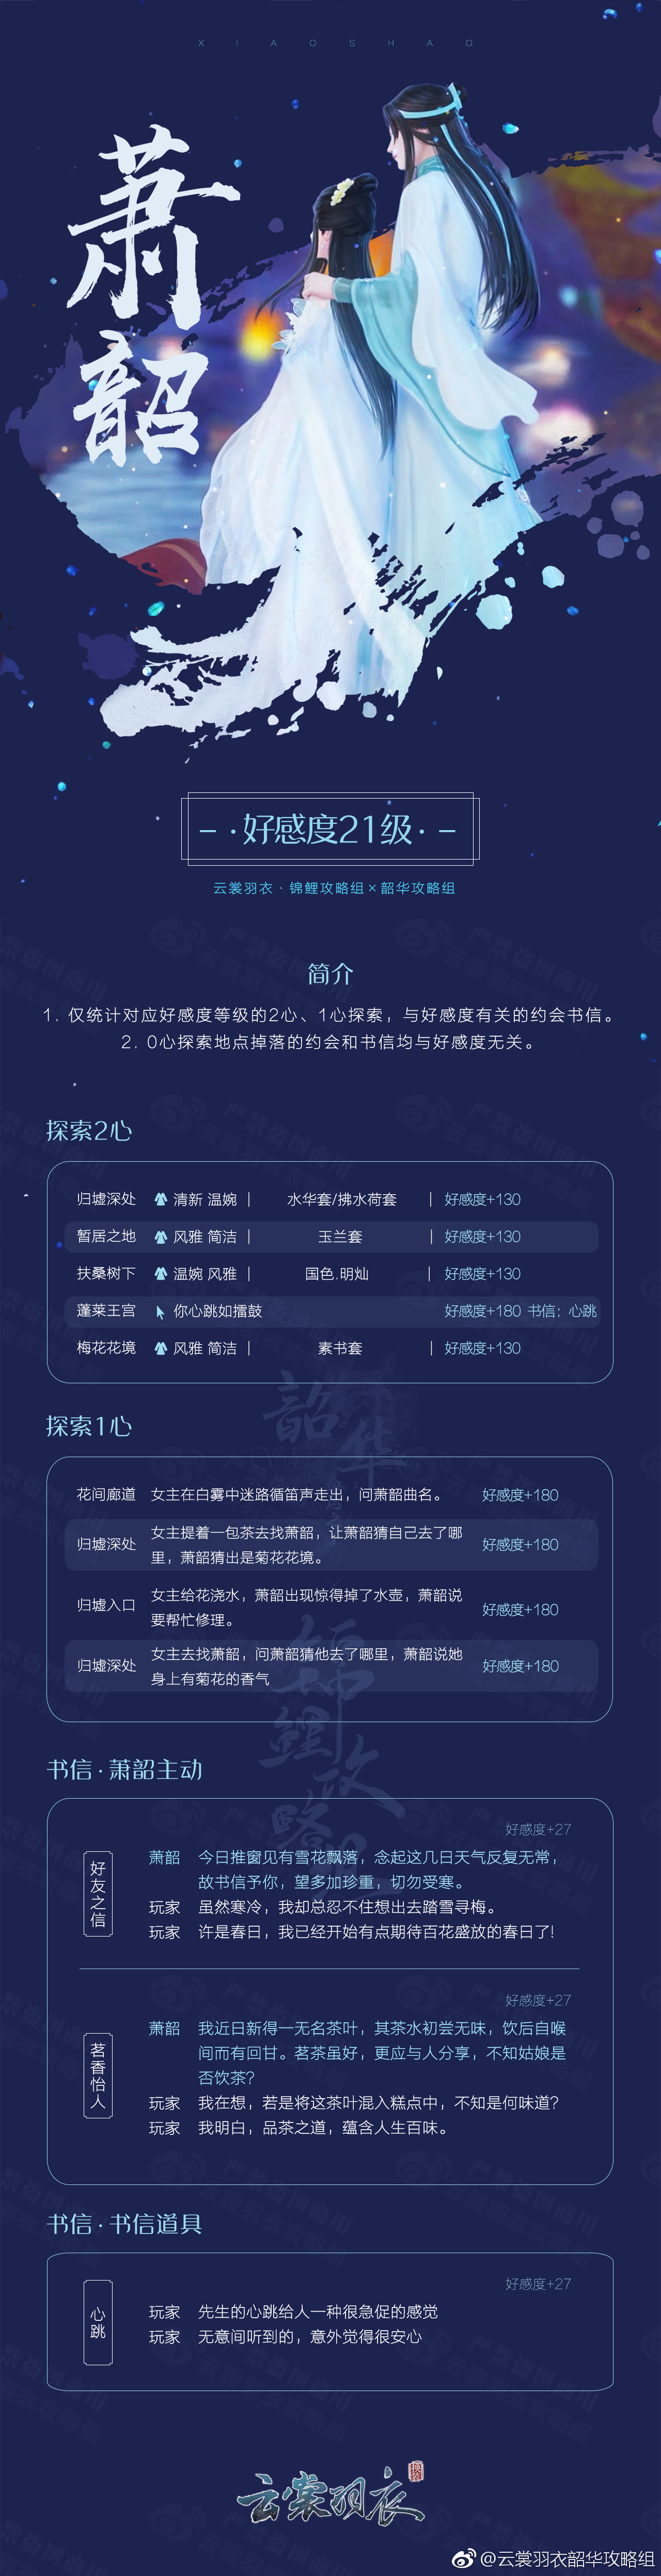 XIAOSHAO
萧韶
-·好感度21级·-
云裳羽衣、锦鲤攻略组×韶华攻略组
简介
1. 仅统计对应好感度等级的2心、1心探索，与好感度有关的约会书信。
2. 0心探索地点掉落的约会和书信均与好感度无关。
探索2心
归墟深处 清新 温婉 | 水华套/拂水荷套 | 好感度+130
暂居之地 风雅 简洁 | 玉兰套 | 好感度+130
扶桑树下 温婉 风雅 | 国色.明灿 | 好感度+130
蓬莱王宫 你心跳如擂鼓 好感度+180 书信：心跳
梅花花境 风雅 简洁 | 素书套 | 好感度+130
探索1心
花间廊道 女主在白雾中迷路循笛声走出，问萧韶曲名。 好感度+180
归墟深处 女主提着一包茶去找萧韶，让萧韶猜自己去了哪
里，萧韶猜出是菊花花境。 好感度+180
归墟入口 女主给花浇水，萧韶出现惊得掉了水壶，萧韶说
要帮忙修理。 好感度+180
归墟深处 女主去找萧韶，问萧韶猜他去了哪里，萧韶说她
身上有菊花的香气 好感度+180
书信·萧韶主动
好感度+27
好友之信
萧韶 今日推窗见有雪花飘落，念起这几日天气反复无常，
故书信予你，望多加珍重，切勿受寒。
玩家 虽然寒冷，我却总忍不住想出去踏雪寻梅。
玩家 许是春日，我已经开始有点期待百花盛放的春日了!
好感度+27
茗香怡人
萧韶 我近日新得一无名茶叶，其茶水初尝无味，饮后自喉
间而有回甘。茗茶虽好，更应与人分享，不知姑娘是
否饮茶?
玩家 我在想，若是将这茶叶混入糕点中，不知是何味道?
玩家 我明白，品茶之道，蕴含人生百味。
书信·书信道具
好感度+27
心跳
玩家 先生的心跳给人一种很急促的感觉
玩家 无意间听到的，意外觉得很安心
云裳羽衣
@云裳羽衣韶华攻略组